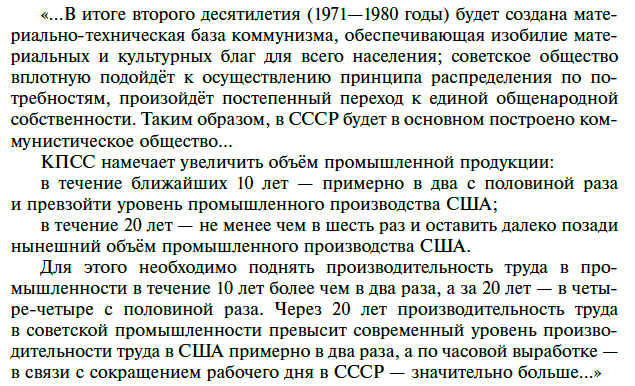 «...В итоге второго десятилетия (1971—1980 годы) будет создана мате-
риально-техническая база коммунизма, обеспечивающая изобилие мате-
риальных и культурных благ для всего населения; советское общество
вплотную подойдёт к осуществлению принципа распределения по по-
требностям, произойдёт постепенный переход к единой общенародной
собственности. Таким образом, в СССР будет в основном построено ком-
мунистическое общество...
КПСС намечает увеличить объём промышленной продукции:
в течение ближайших 10 лет — примерно в два с половиной раза
и превзойти уровень промышленного производства США;
в течение 20 лет — не менее чем в шесть раз и оставить далеко позади
нынешний объём промышленного производства США.
Для этого необходимо поднять производительность труда в про-
мышленности в течение 10 лет более чем в два раза, а за 20 лет — в четы-
ре-четыре с половиной раза. Через 20 лет производительность труда
в советской промышленности превысит современный уровень произво-
дительности труда в США примерно в два раза, а по часовой выработке —
в связи с сокращением рабочего дня в СССР — значительно больше...»